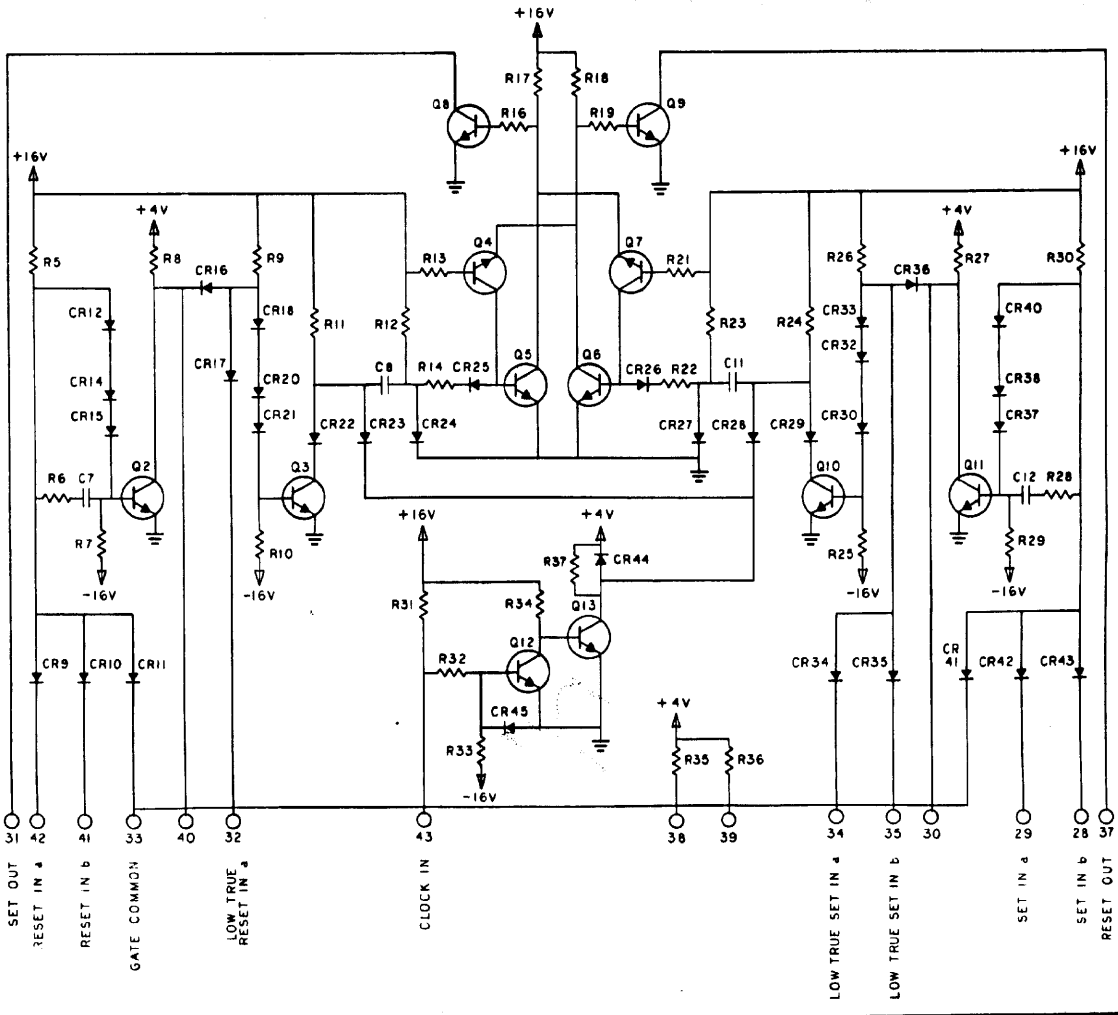 +16V
R17
R18
Q8
R16
R19
Q9
+16V
+16V
+4V
+4V
R5
R8
CR16
R9
R13
Q4
Q7
R21
R26
CR36
R27
R30
CR12
CR18
R11
R12
R23
R24
CR33
CR40
CR32
CR17
C8
R14
CR25
Q5
Q6
CR26
R22
C11
CR14
CR20
CR38
CR15
CR21
CR22
CR23
CR24
CR27
CR28
CR29
CR30
CR37
R6
C7
Q2
Q3
Q10
Q11
C12
R28
R7
R10
+16V
+4V
R25
R29
-16V
-16V
R37
CR44
-16V
-16V
R31
R34
Q13
Q12
R32
CR9
CR10
CR11
CR34
CR35
CR
41
CR42
CR43
CR45
+4V
R33
R35
R36
-16V
31
42
41
33
40
32
43
38
39
34
35
30
29
28
37
SET OUT
RESET IN a
RESET IN b
GATE COMMON
LOW TRUE
RESET IN a
CLOCK IN
LOW TRUE SET IN a
LOW TRUE SET IN b
SET IN a
SET IN b
RESET OUT